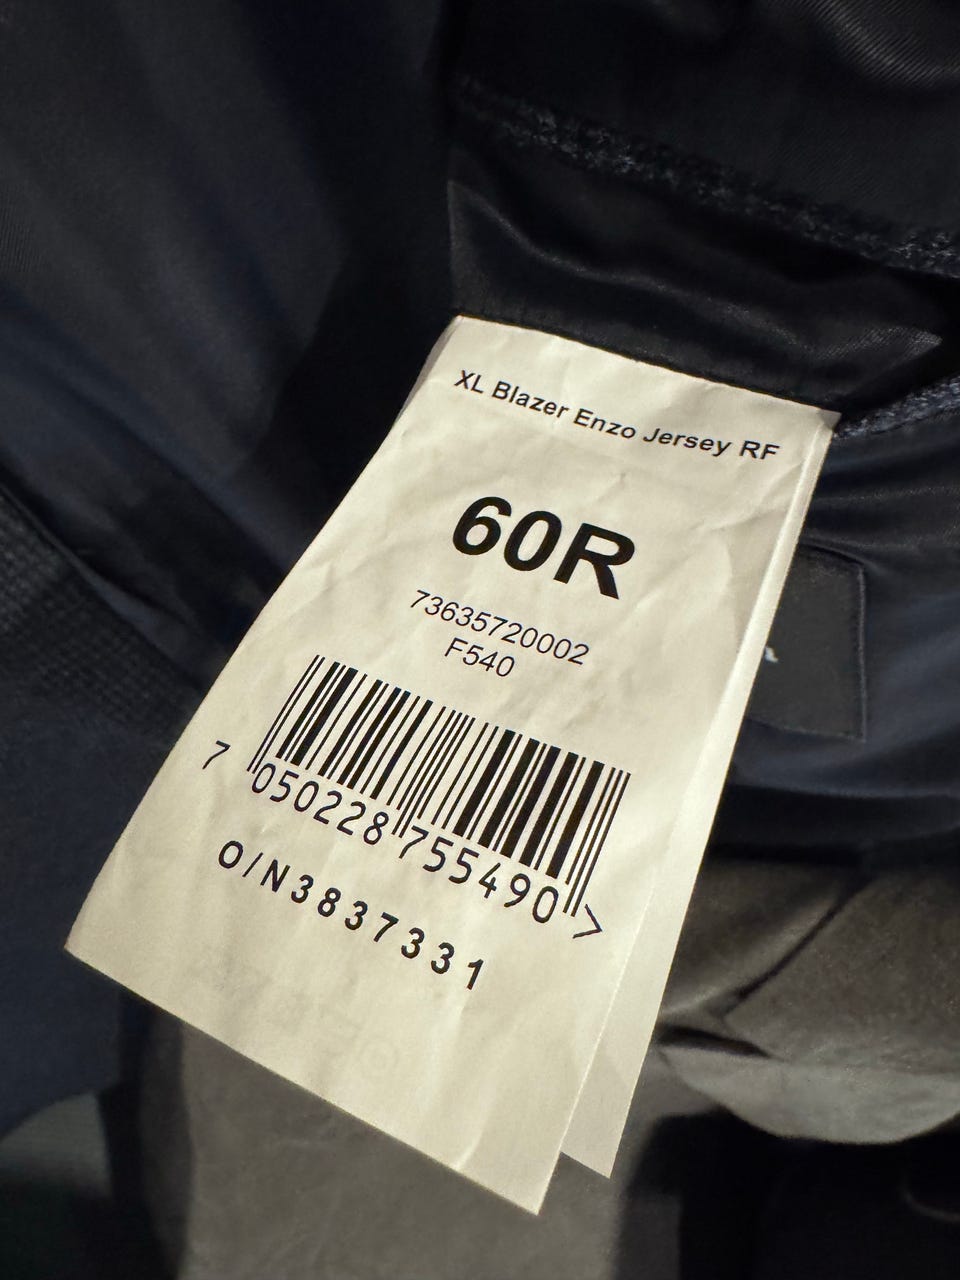 XL Blazer Enzo Jersey RF
60R
73635720002
F540
7 050228 755490 >
O/N3837331